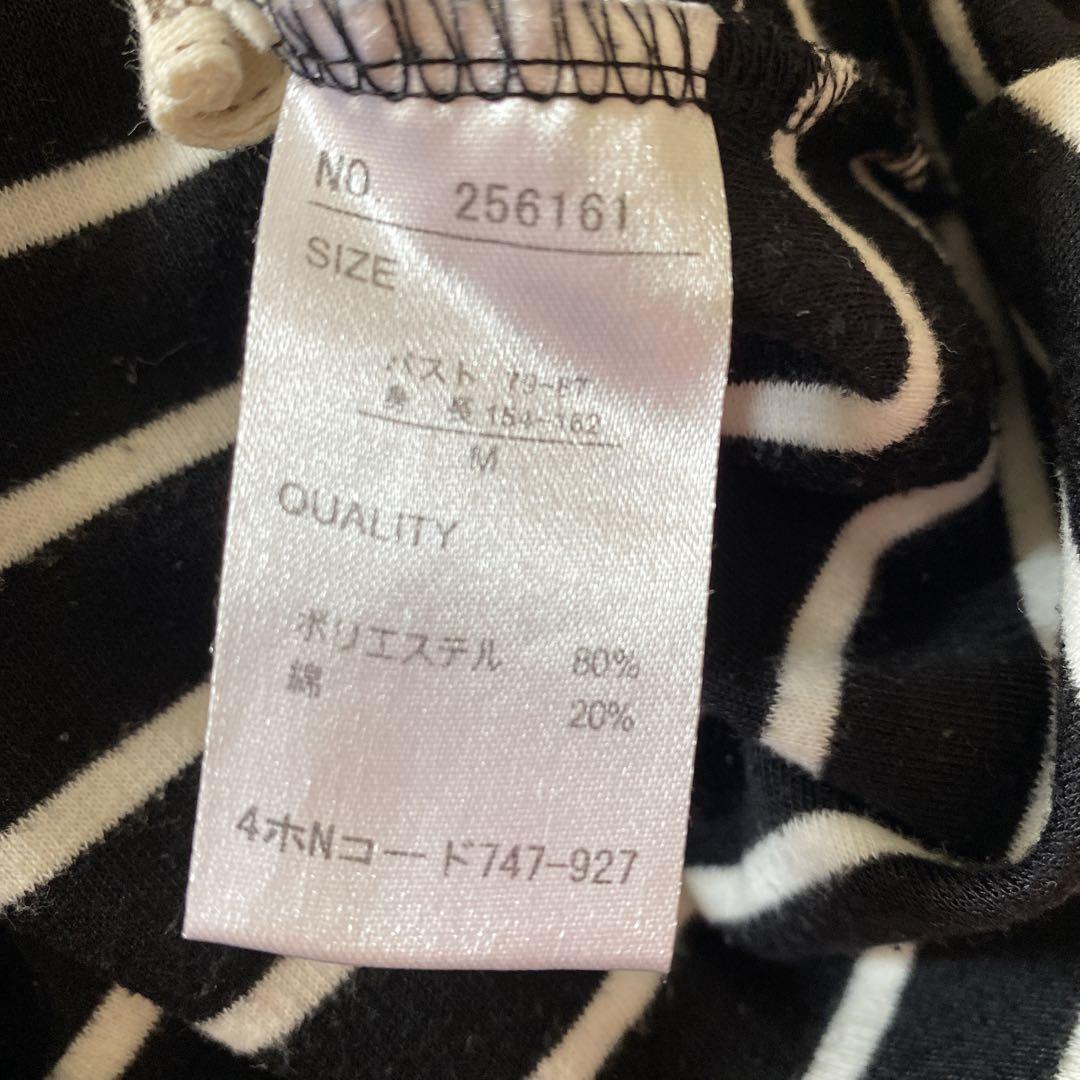 NO. 256161
SIZE
バスト 79-87
身 長 154-162
M
QUALITY
ポリエステル 80%
綿 20%
4ホNコード747-927